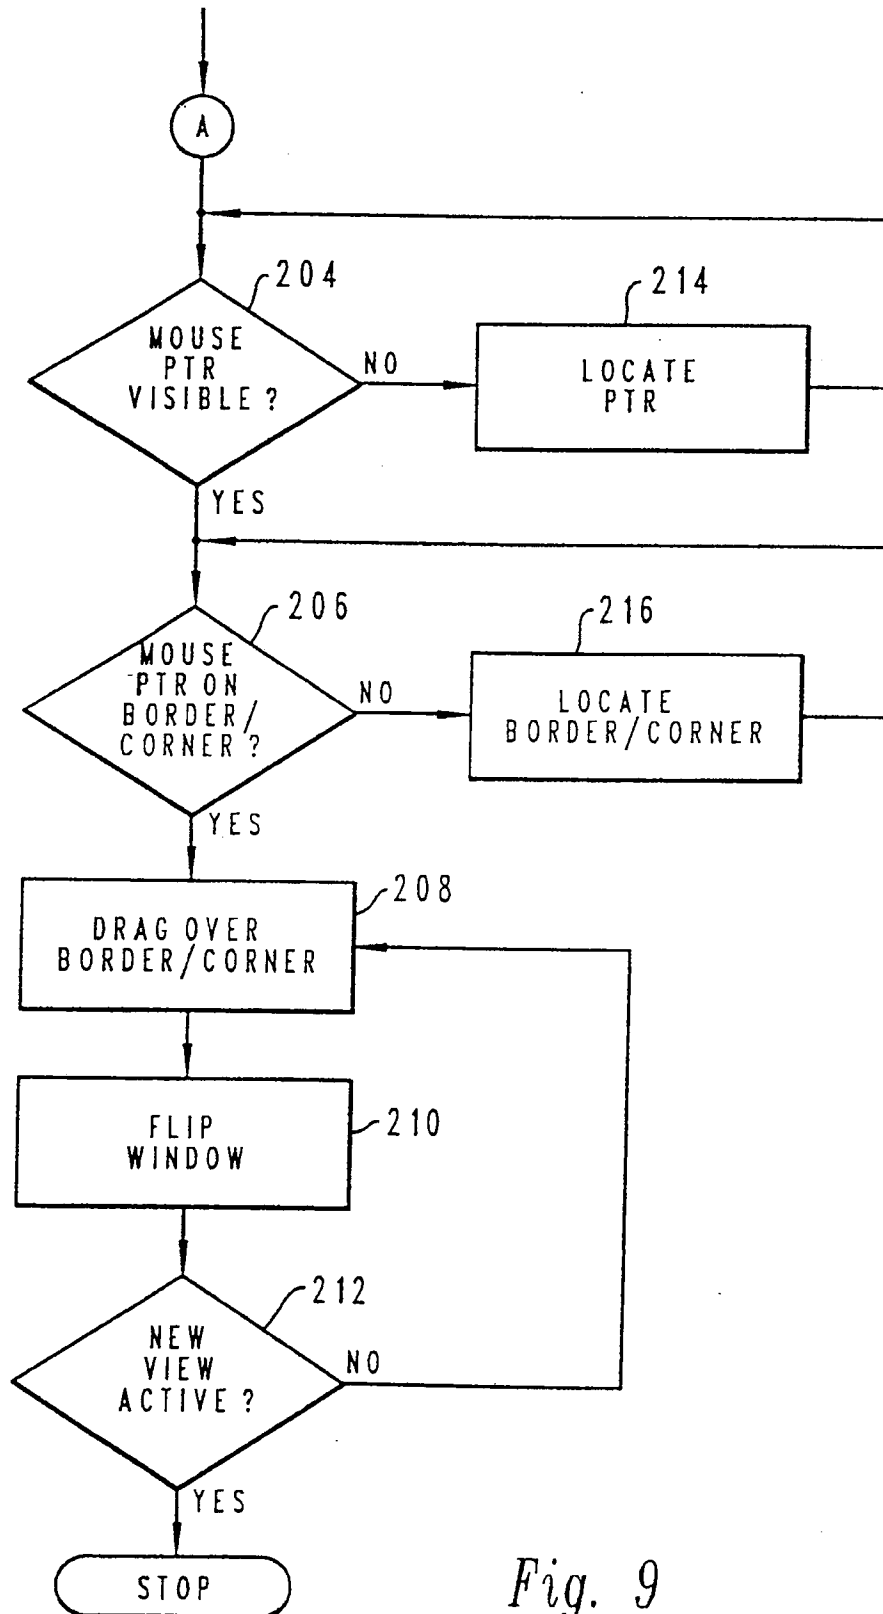 A
204
MOUSE
PTR
VISIBLE?
NO
214
LOCATE
PTR
YES
206
MOUSE
PTR ON
BORDER/
CORNER?
NO
216
LOCATE
BORDER/CORNER
YES
208
DRAG OVER
BORDER/CORNER
FLIP
WINDOW
210
212
NEW
VIEW
ACTIVE?
NO
YES
STOP
Fig. 9